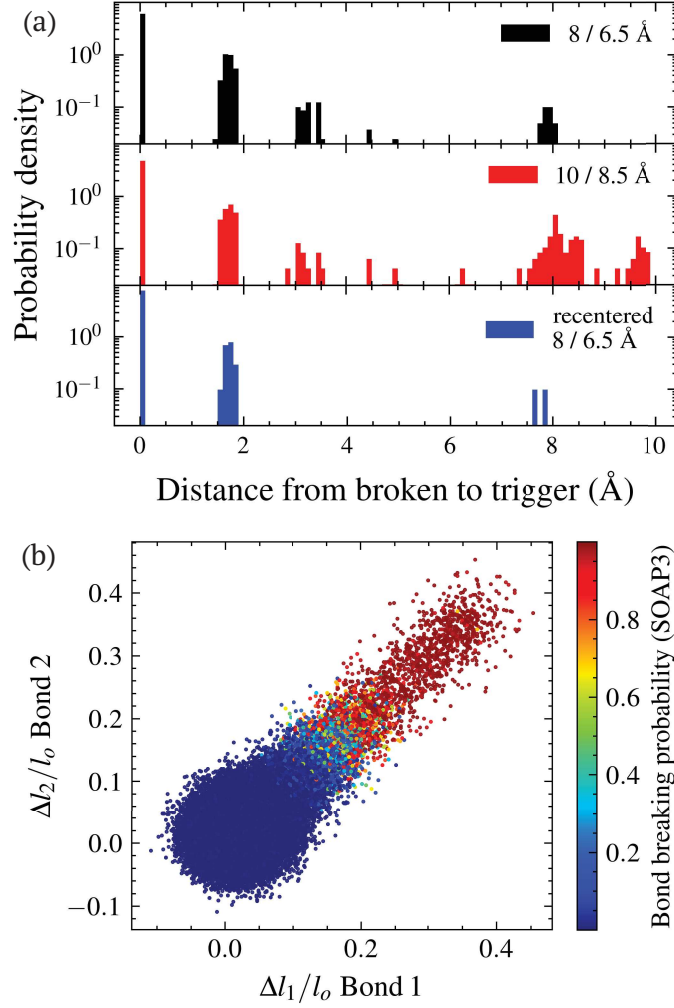 (a)
8 / 6.5 Å
10 / 8.5 Å
recentered
8 / 6.5 Å
Probability density
10⁰
10⁻¹
10⁰
10⁻¹
10⁰
10⁻¹
0 2 4 6 8 10
Distance from broken to trigger (Å)
(b)
Δl₂/lₒ Bond 2
0.4
0.3
0.2
0.1
0.0
−0.1
0.0 0.2 0.4
Δl₁/lₒ Bond 1
0.8
0.6
0.4
0.2
Bond breaking probability (SOAP3)